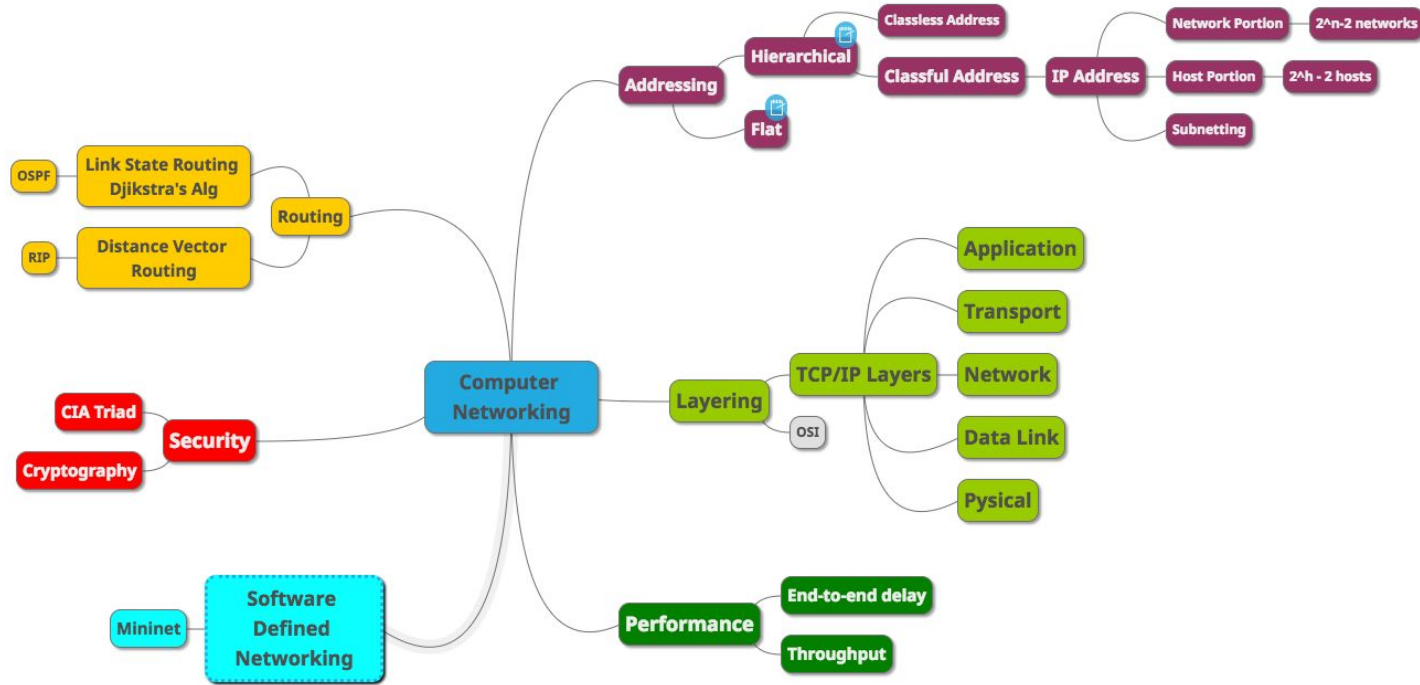 Computer
Networking
Addressing
Hierarchical
Classless Address
Classful Address
IP Address
Network Portion
2^n-2 networks
Host Portion
2^h - 2 hosts
Subnetting
Flat
Layering
TCP/IP Layers
Application
Transport
Network
Data Link
Pysical
OSI
Performance
End-to-end delay
Throughput
Routing
Link State Routing
Djikstra's Alg
OSPF
Distance Vector
Routing
RIP
Security
CIA Triad
Cryptography
Software
Defined
Networking
Mininet